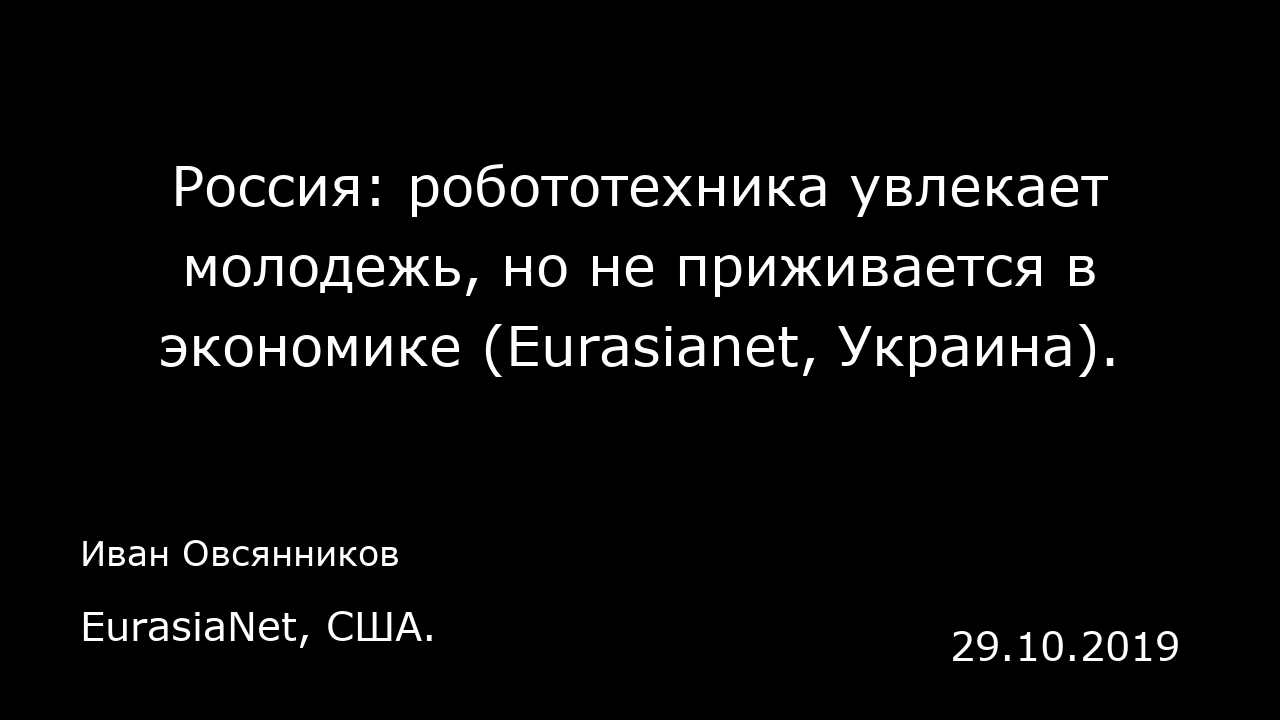 Россия: робототехника увлекает
молодежь, но не приживается в
экономике (Eurasianet, Украина).
Иван Овсянников
EurasiaNet, США.
29.10.2019